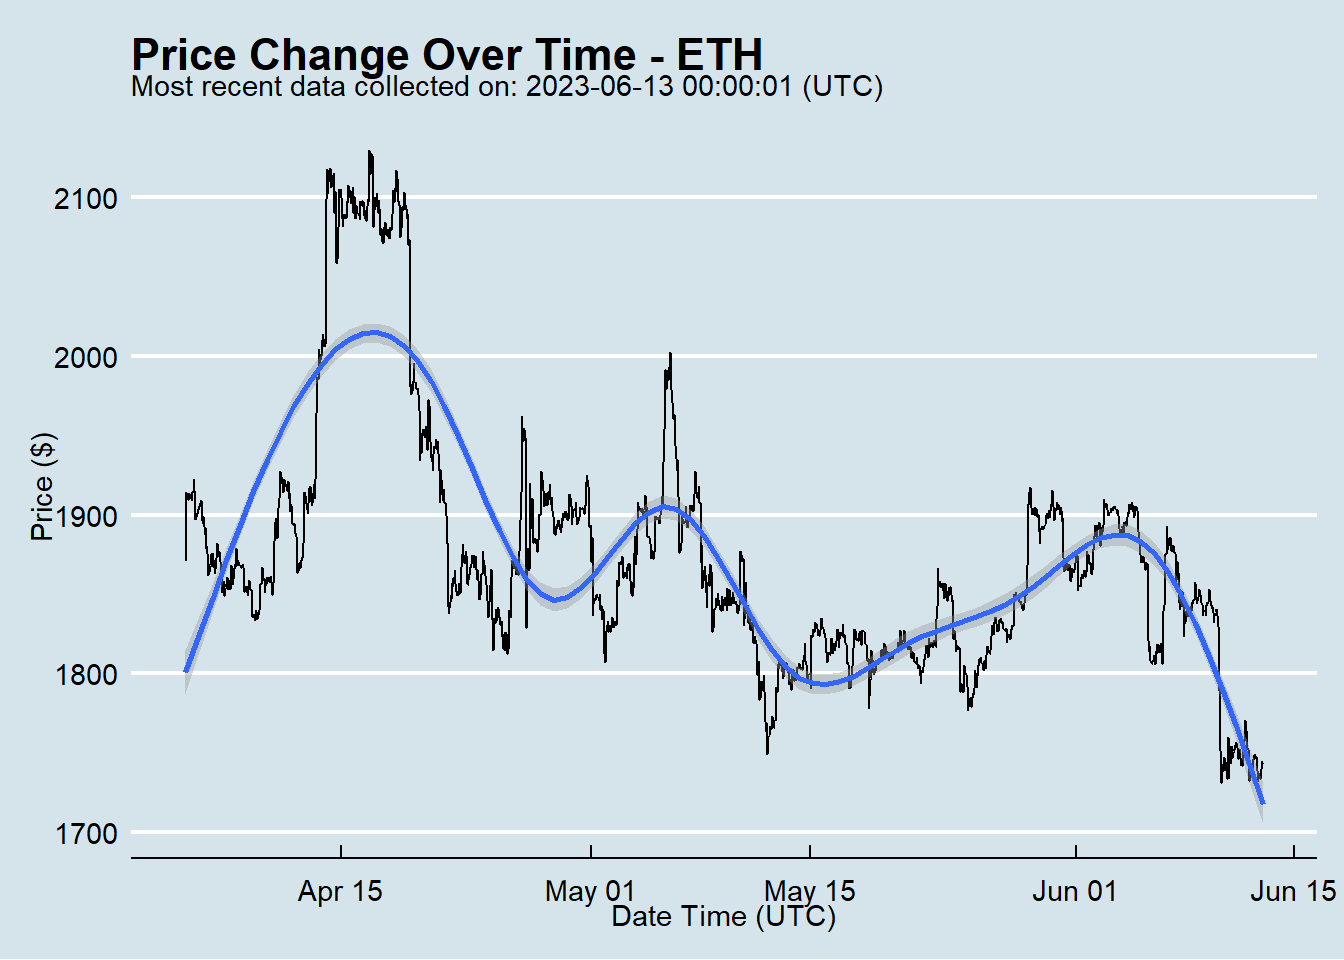 Price Change Over Time - ETH
Most recent data collected on: 2023-06-13 00:00:01 (UTC)
Price ($)
2100
2000
1900
1800
1700
Apr 15
May 01
May 15
Jun 01
Jun 15
Date Time (UTC)